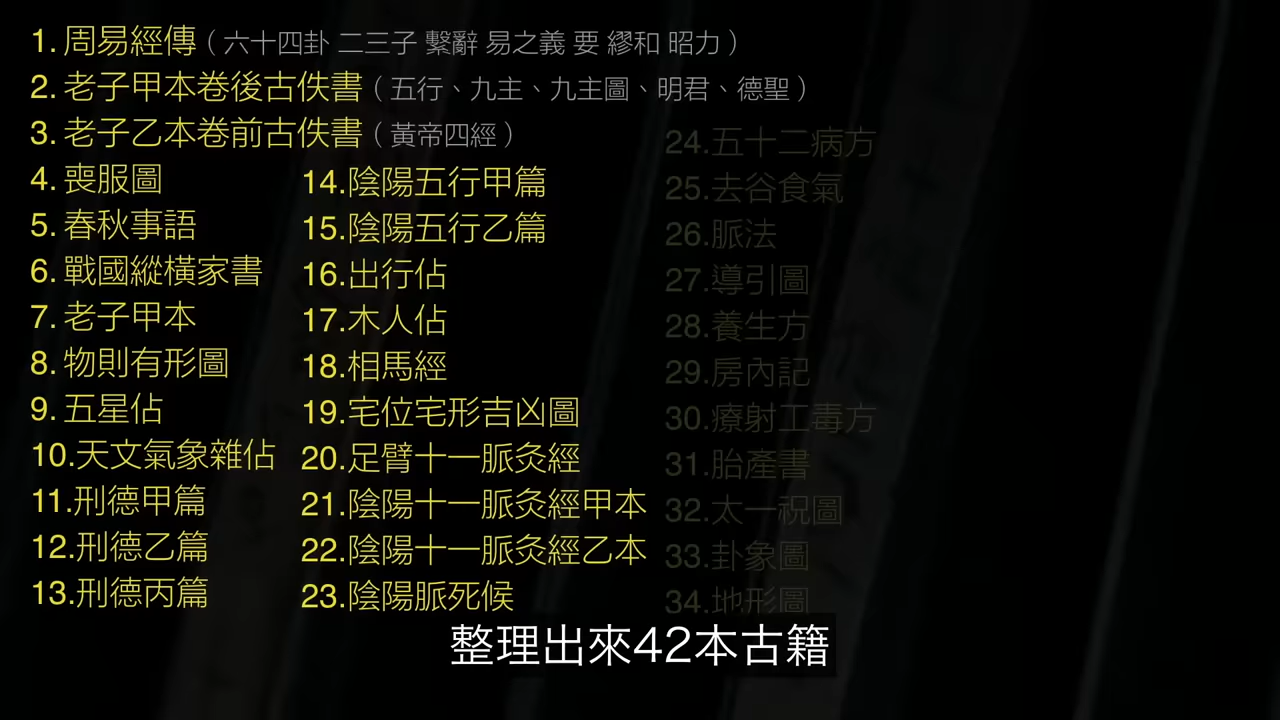 1. 周易經傳（六十四卦 二三子 繫辭 易之義 要 繆和 昭力）
2. 老子甲本卷後古佚書（五行、九主、九主圖、明君、德聖）
3. 老子乙本卷前古佚書（黃帝四經）
4. 喪服圖
5. 春秋事語
6. 戰國縱橫家書
7. 老子甲本
8. 物則有形圖
9. 五星佔
10.天文氣象雜佔
11.刑德甲篇
12.刑德乙篇
13.刑德丙篇
14.陰陽五行甲篇
15.陰陽五行乙篇
16.出行佔
17.木人佔
18.相馬經
19.宅位宅形吉凶圖
20.足臂十一脈灸經
21.陰陽十一脈灸經甲本
22.陰陽十一脈灸經乙本
23.陰陽脈死候
24.五十二病方
25.去谷食氣
26.脈法
27.導引圖
28.養生方
29.房內記
30.療射工毒方
31.胎產書
32.太一祝圖
33.卦象圖
34.地形圖
整理出來42本古籍